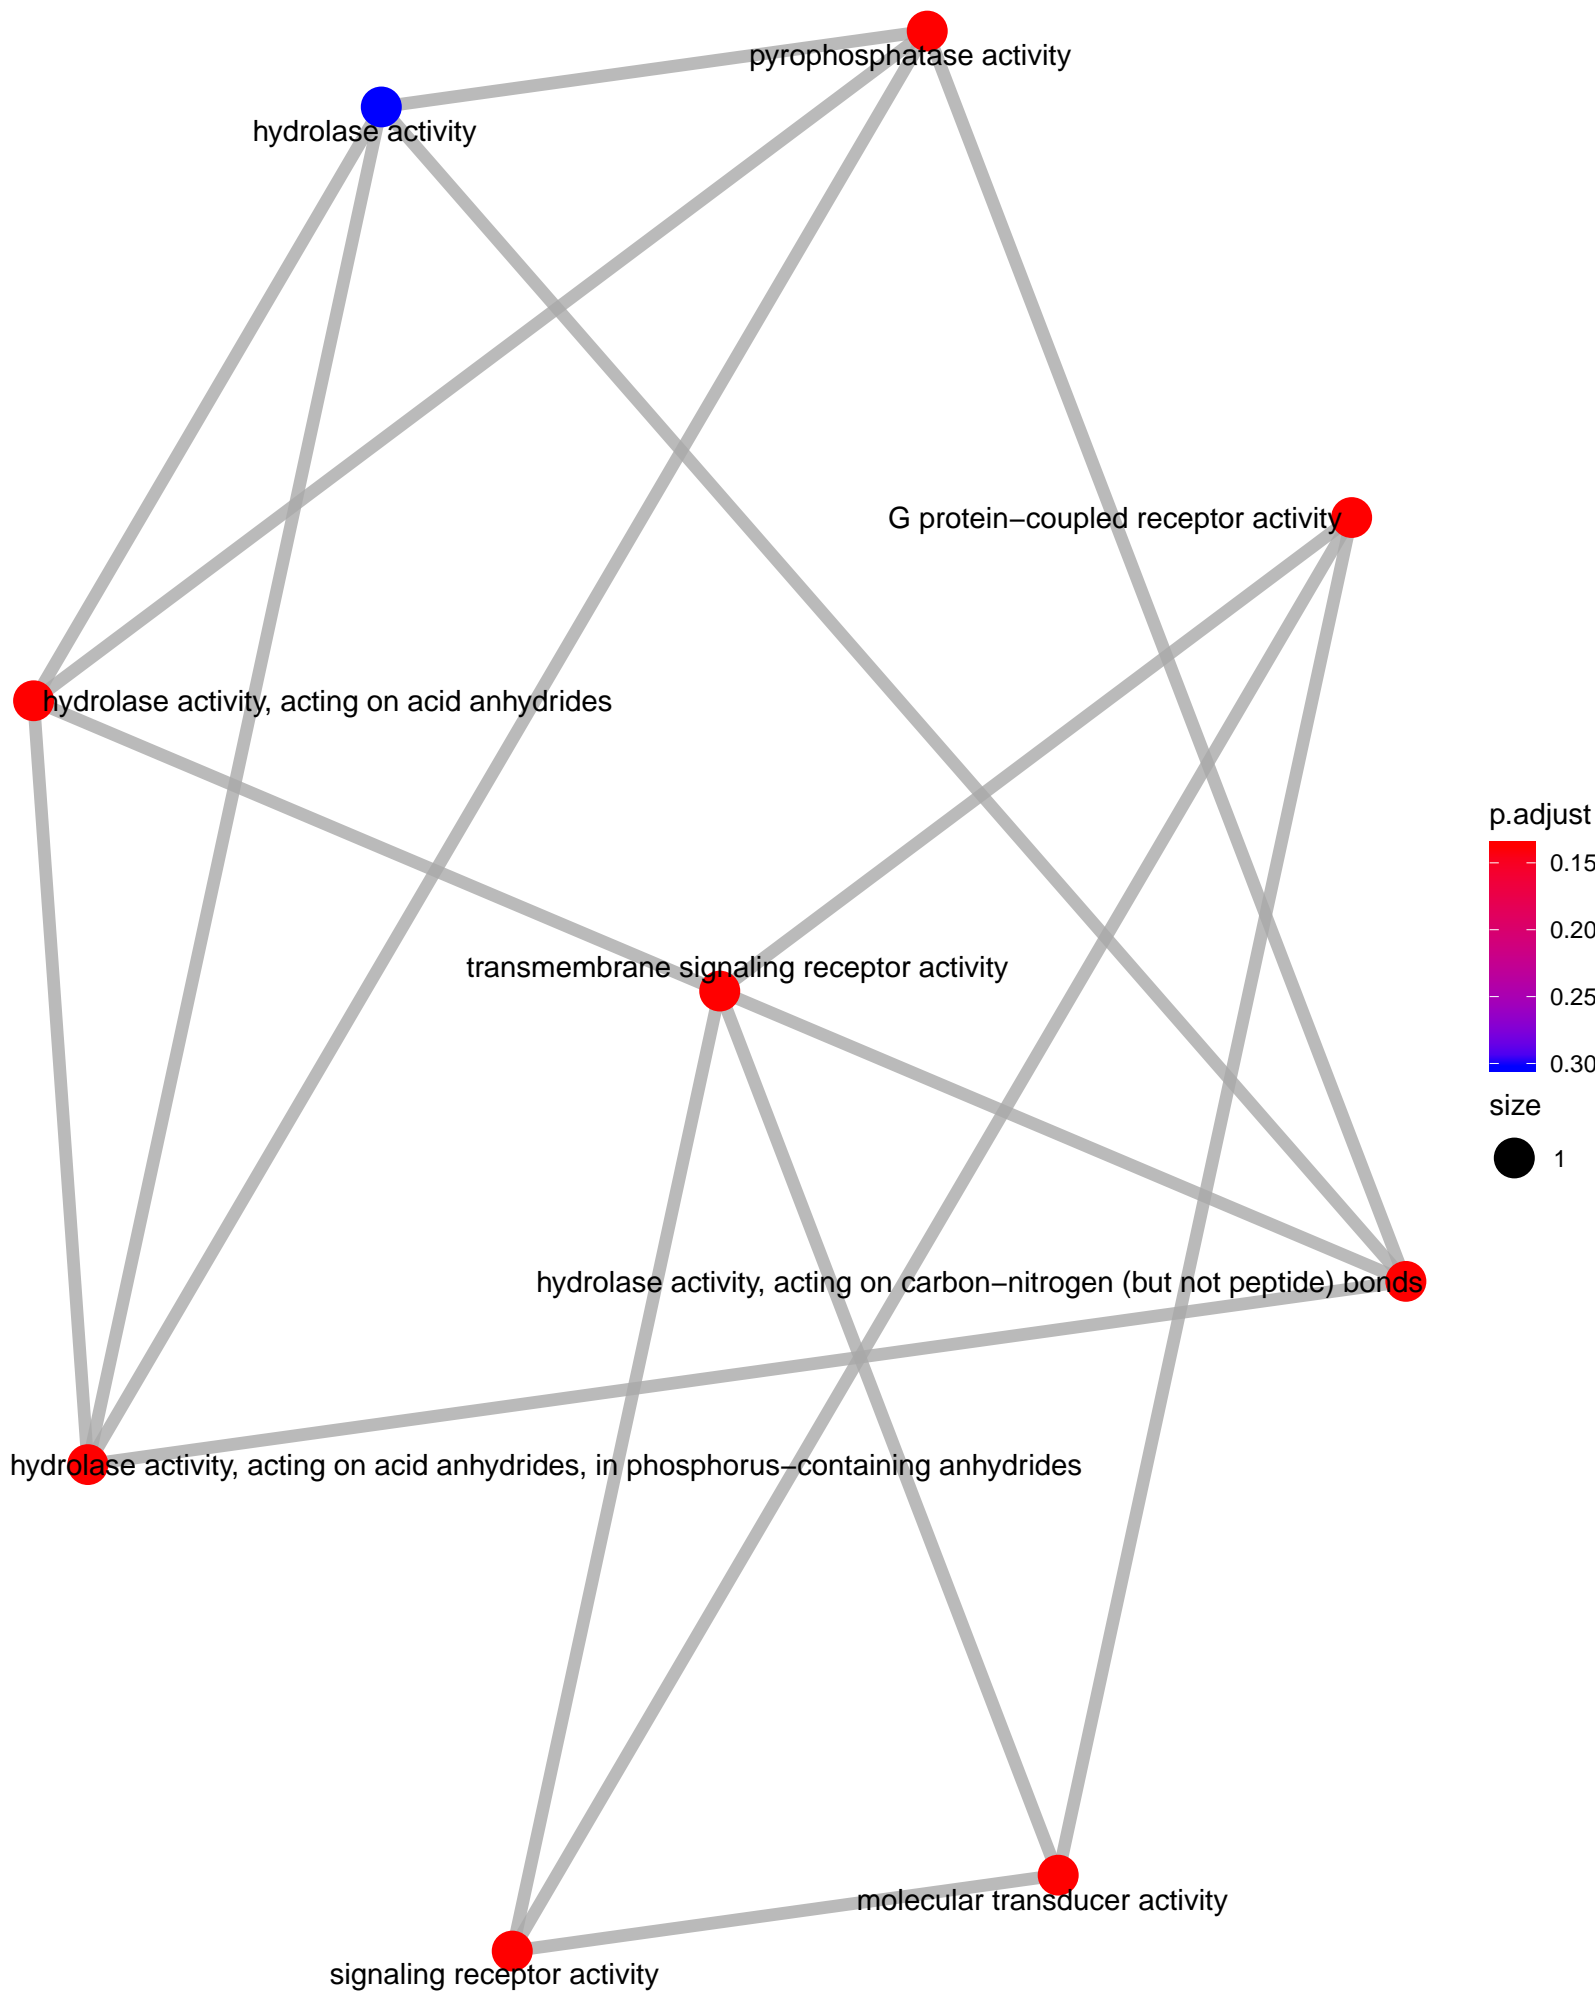 pyrophosphatase activity
hydrolase activity
G protein−coupled receptor activity
hydrolase activity, acting on acid anhydrides
p.adjust
0.15
0.20
0.25
0.30
transmembrane signaling receptor activity
size
1
hydrolase activity, acting on carbon−nitrogen (but not peptide) bonds
hydrolase activity, acting on acid anhydrides, in phosphorus−containing anhydrides
molecular transducer activity
signaling receptor activity